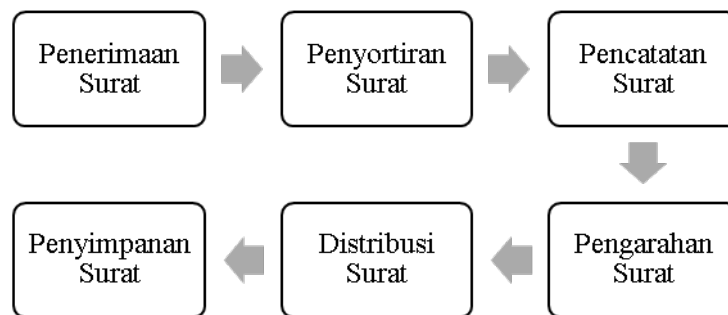 Penerimaan
Surat
Penyortiran
Surat
Pencatatan
Surat
Pengarahan
Surat
Distribusi
Surat
Penyimpanan
Surat